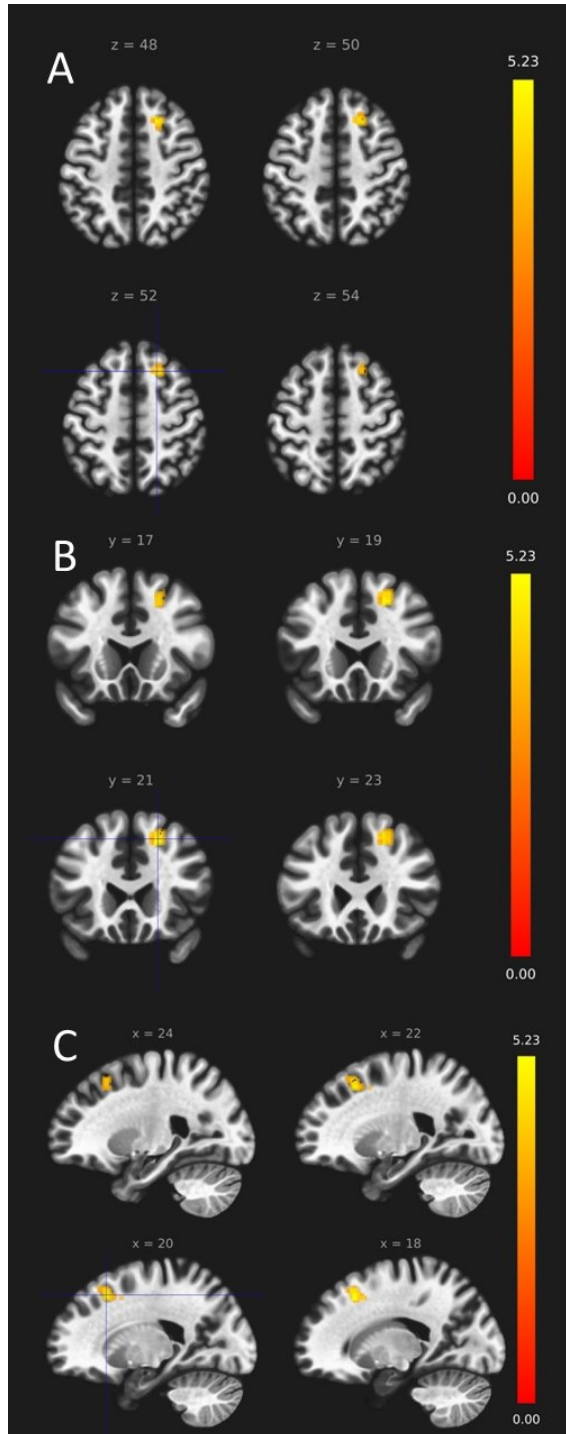 A
z = 48
z = 50
5.23
z = 52
z = 54
0.00
B
y = 17
y = 19
5.23
y = 21
y = 23
0.00
C
x = 24
x = 22
5.23
x = 20
x = 18
0.00